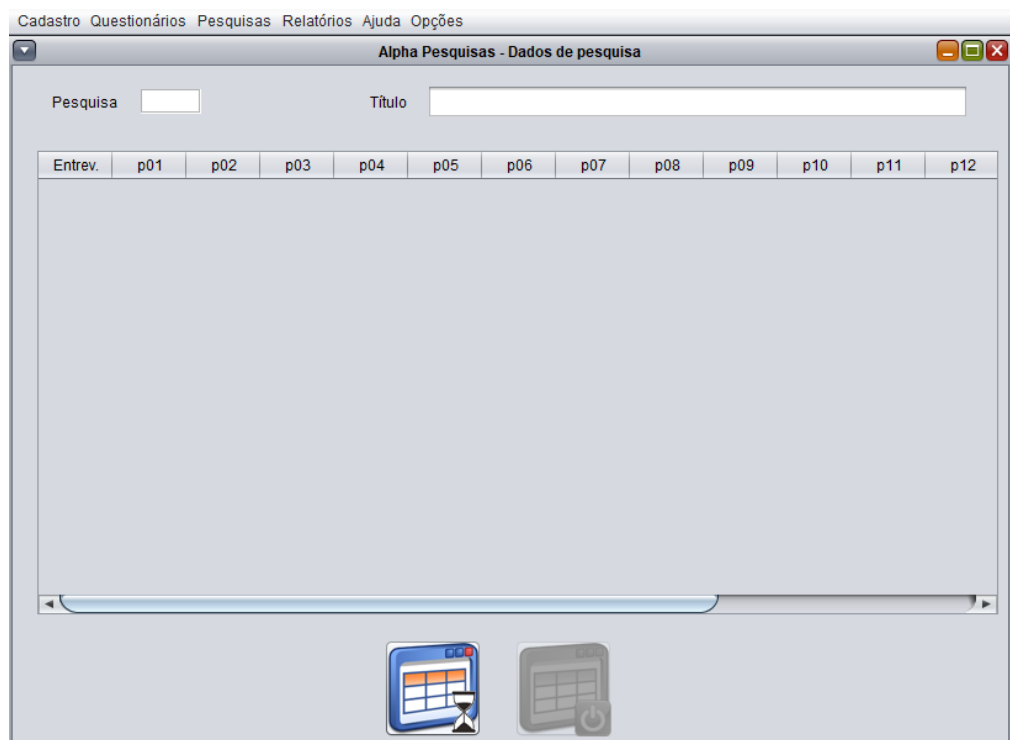 Cadastro Questionários Pesquisas Relatórios Ajuda Opções
Alpha Pesquisas - Dados de pesquisa
Pesquisa Título
Entrev. p01 p02 p03 p04 p05 p06 p07 p08 p09 p10 p11 p12